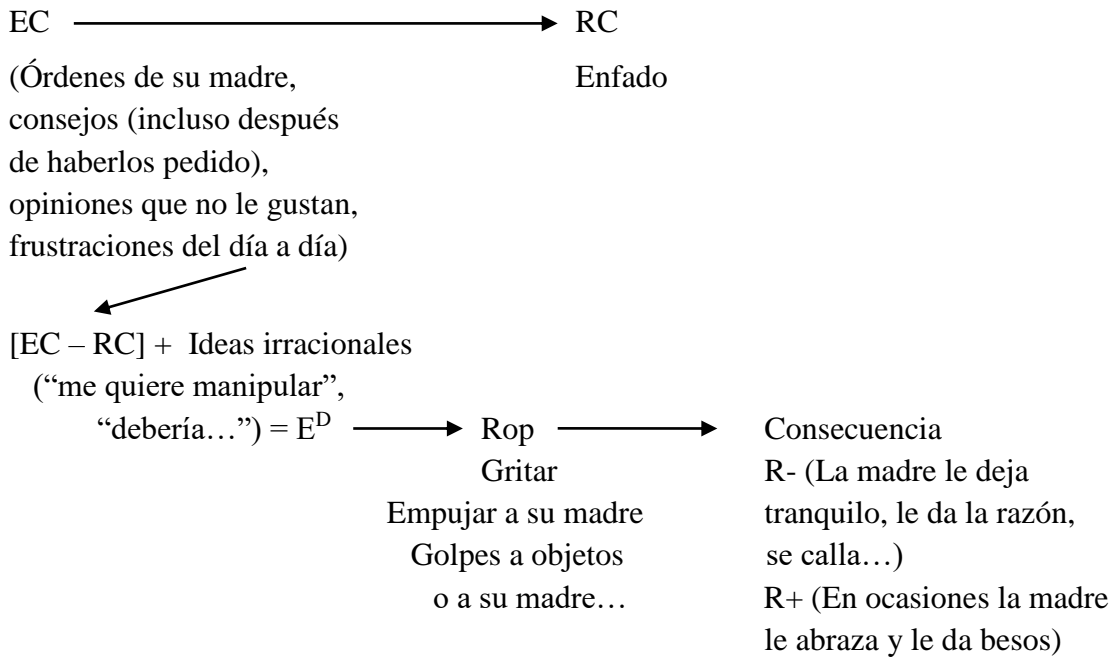 EC RC
(Órdenes de su madre, Enfado
consejos (incluso después
de haberlos pedido),
opiniones que no le gustan,
frustraciones del día a día)
[EC – RC] + Ideas irracionales
(“me quiere manipular”,
“debería…”) = E^D Rop Consecuencia
Gritar R- (La madre le deja
Empujar a su madre tranquilo, le da la razón,
Golpes a objetos se calla…)
o a su madre… R+ (En ocasiones la madre
le abraza y le da besos)